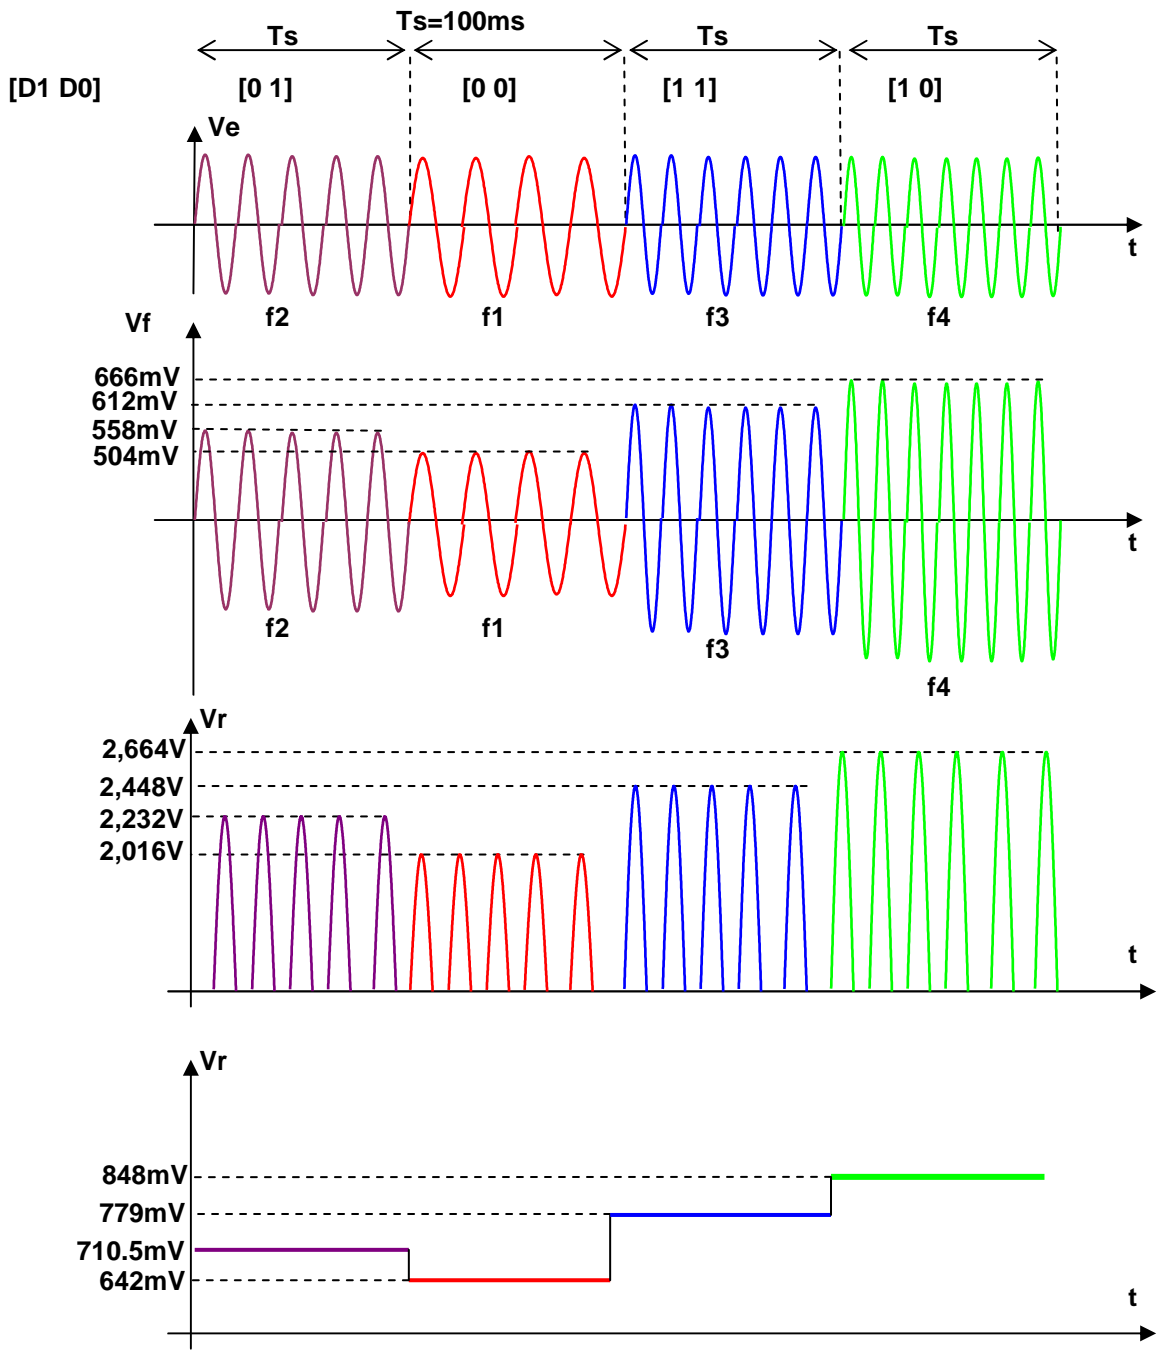 Ts=100ms
Ts Ts Ts
[D1 D0] [0 1] [0 0] [1 1] [1 0]
Ve
t
f2 f1 f3 f4
Vf
666mV
612mV
558mV
504mV
t
f2 f1
f3
f4
Vr
2,664V
2,448V
2,232V
2,016V
t
Vr
848mV
779mV
710.5mV
642mV
t